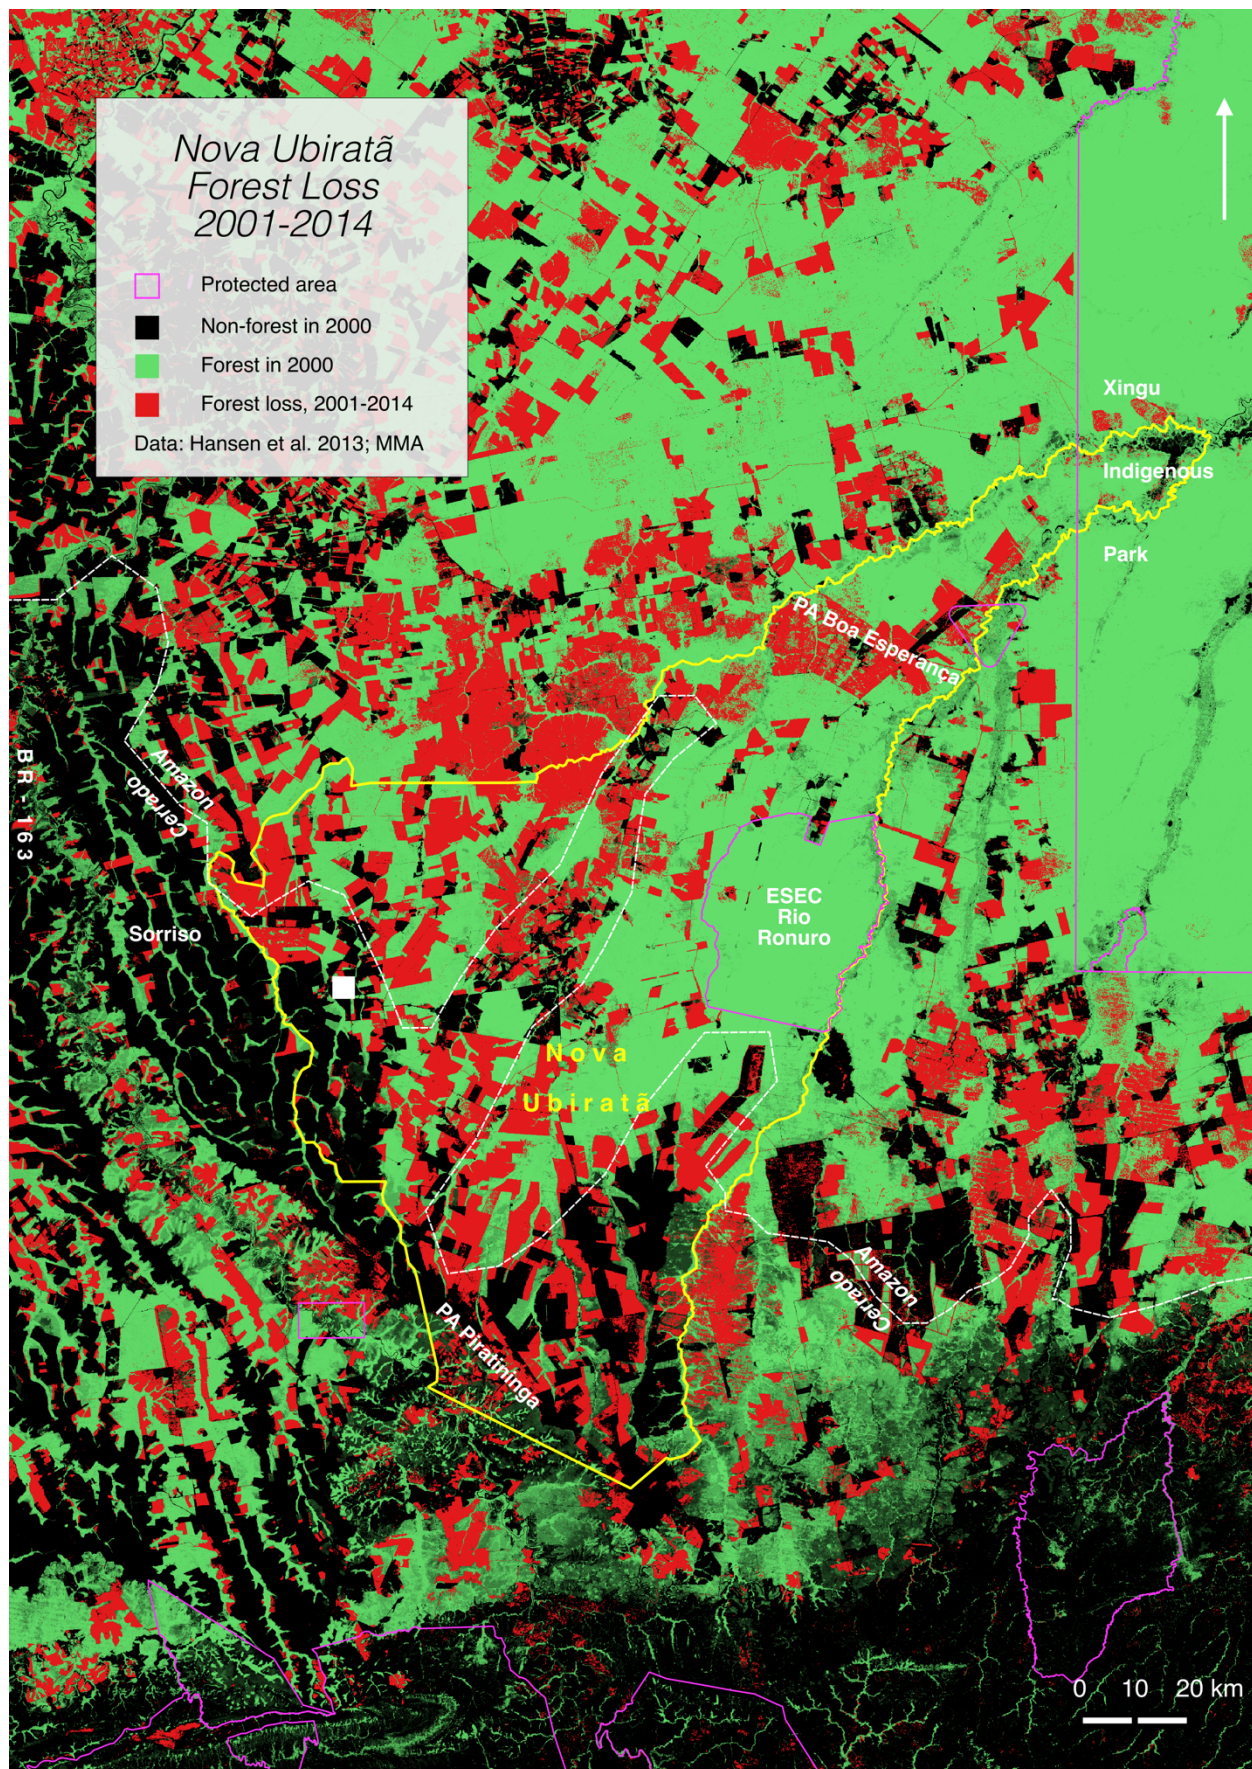 Nova Ubiratã
Forest Loss
2001-2014
Protected area
Non-forest in 2000
Forest in 2000
Forest loss, 2001-2014
Data: Hansen et al. 2013; MMA
Xingu
Indigenous
Park
PA Boa Esperança
BR-163
Amazon
Cerrado
ESEC
Rio
Ronuro
Sorriso
Nova
Ubiratã
Amazon
Cerrado
PA Piratininga
0 10 20 km